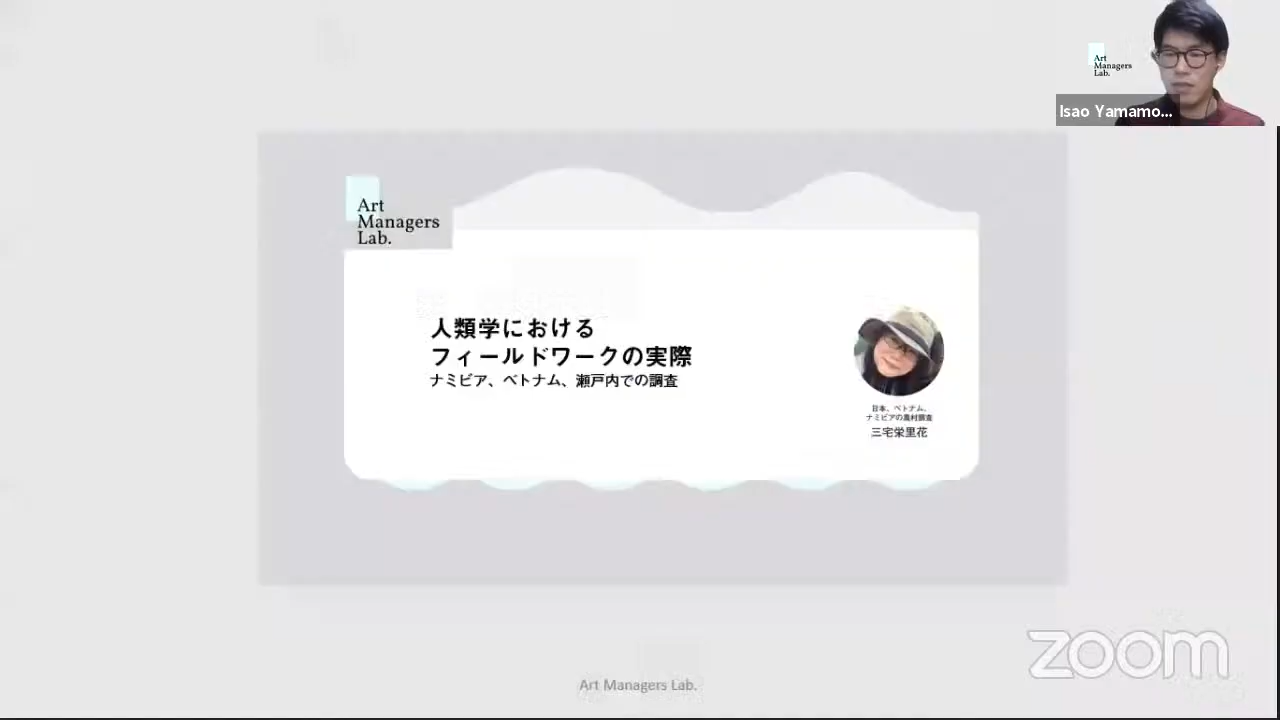 Art
Managers
Lab.
Isao Yamamo...
Art
Managers
Lab.
人類学における
フィールドワークの実際
ナミビア、ベトナム、瀬戸内での調査
日本、ベトナム、
ナミビアの農村調査
三宅栄里花
zoom
Art Managers Lab.